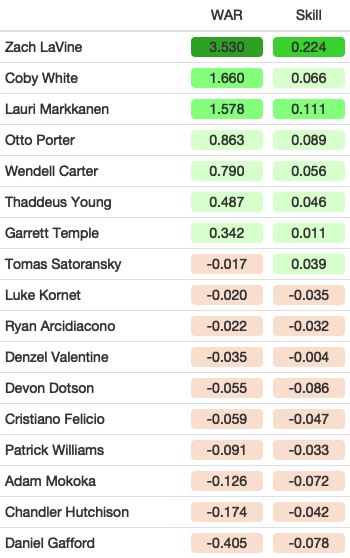 WAR Skill
Zach LaVine 3.530 0.224
Coby White 1.660 0.066
Lauri Markkanen 1.578 0.111
Otto Porter 0.863 0.089
Wendell Carter 0.790 0.056
Thaddeus Young 0.487 0.046
Garrett Temple 0.342 0.011
Tomas Satoransky -0.017 0.039
Luke Kornet -0.020 -0.035
Ryan Arcidiacono -0.022 -0.032
Denzel Valentine -0.035 -0.004
Devon Dotson -0.055 -0.086
Cristiano Felicio -0.059 -0.047
Patrick Williams -0.091 -0.033
Adam Mokoka -0.126 -0.072
Chandler Hutchison -0.174 -0.042
Daniel Gafford -0.405 -0.078